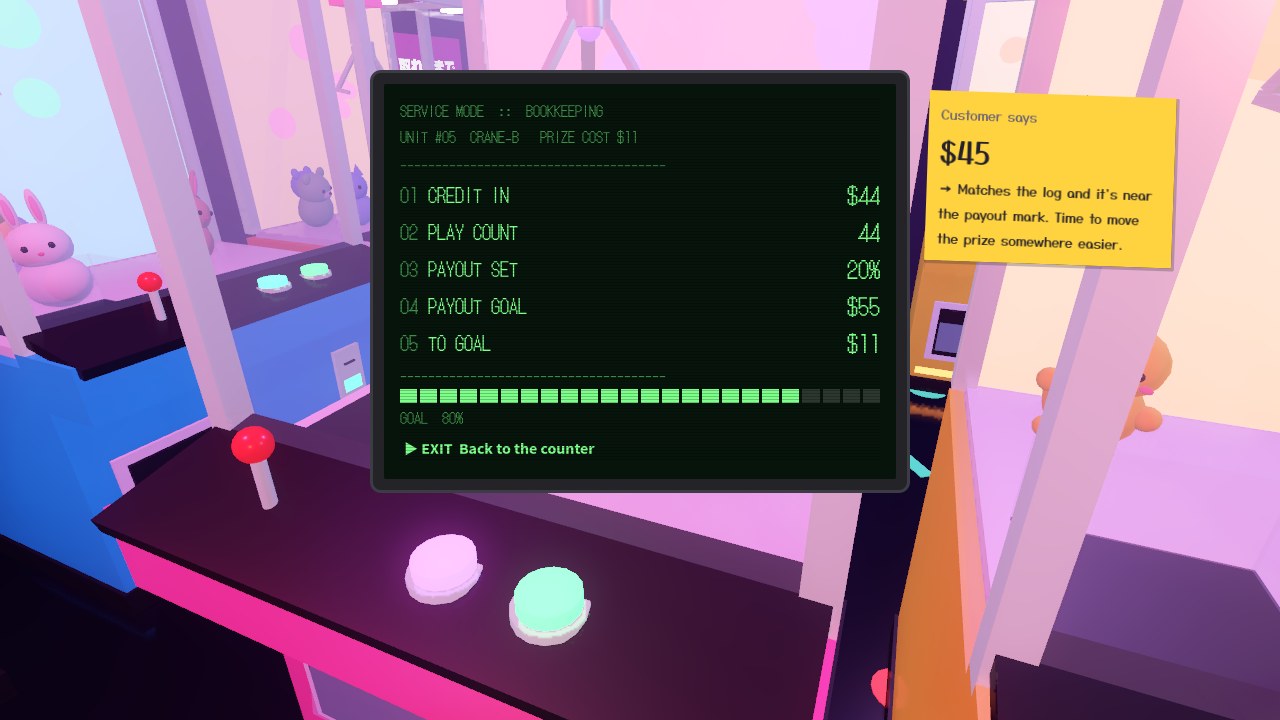 SERVICE MODE :: BOOKKEEPING
UNIT #05 CRANE-B PRIZE COST $11
01 CREDIT IN $44
02 PLAY COUNT 44
03 PAYOUT SET 20%
04 PAYOUT GOAL $55
05 TO GOAL $11
GOAL 80%
▶ EXIT Back to the counter
Customer says
$45
→ Matches the log and it's near
the payout mark. Time to move
the prize somewhere easier.